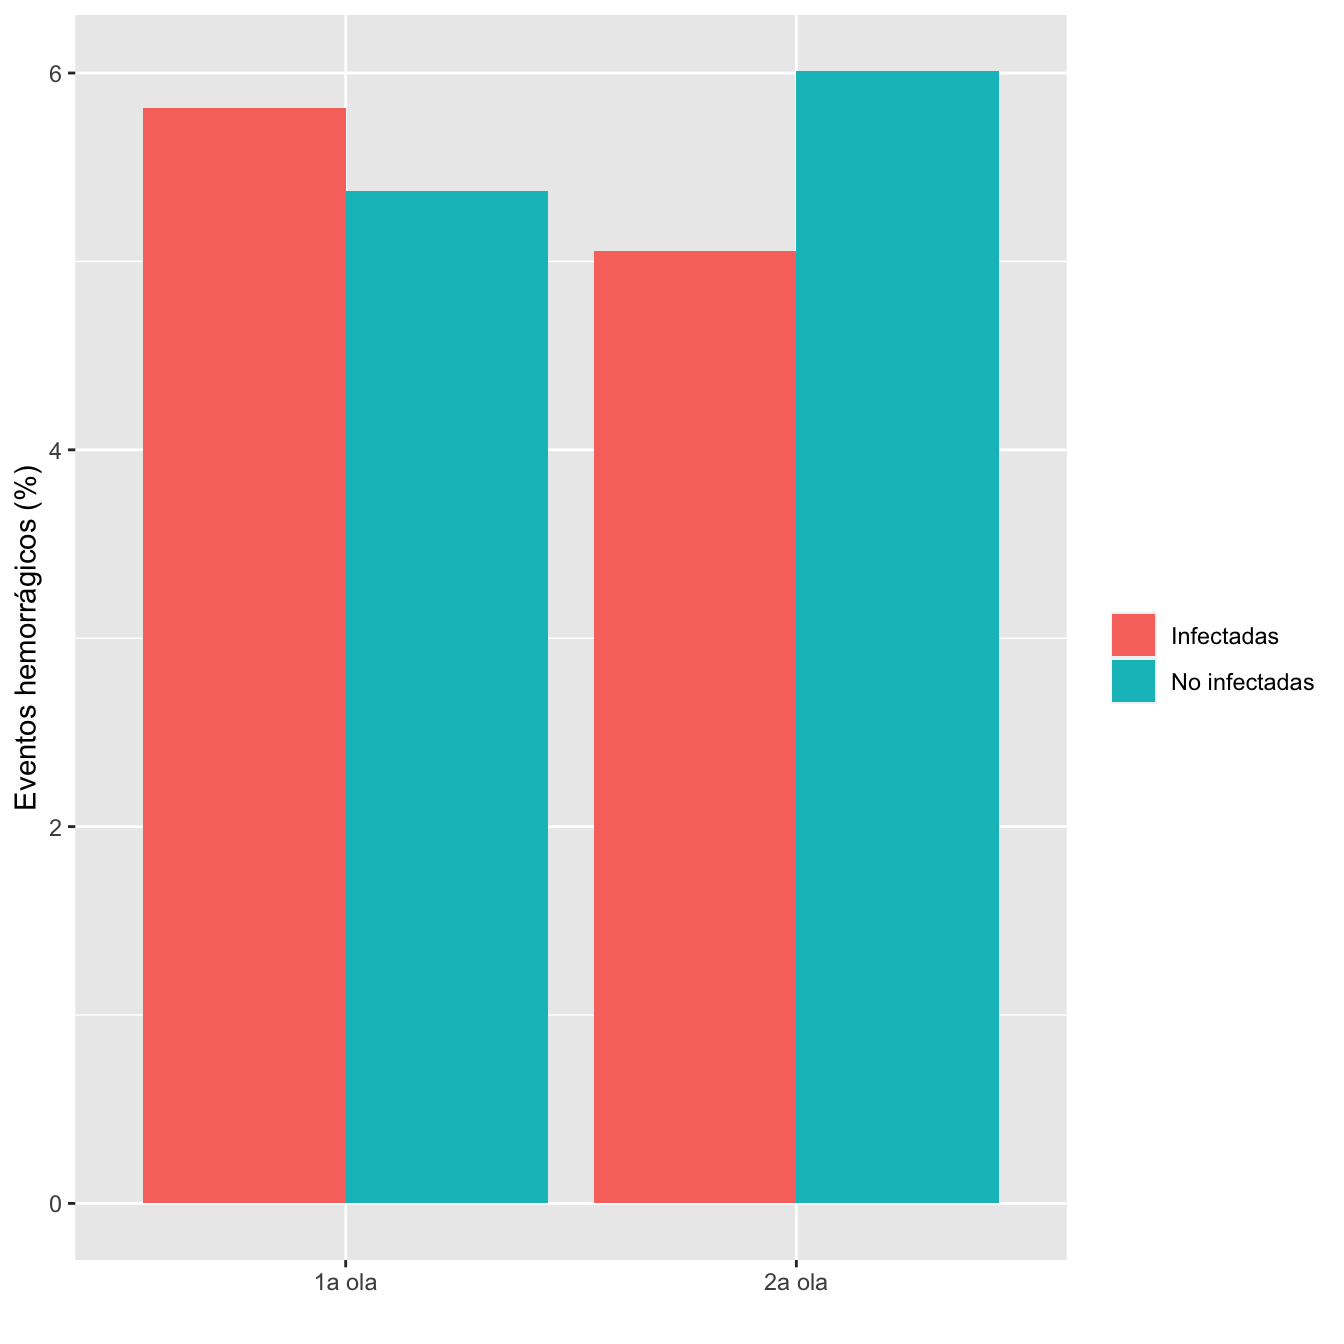 Eventos hemorrágicos (%)
6
4
2
0
1a ola
2a ola
Infectadas
No infectadas